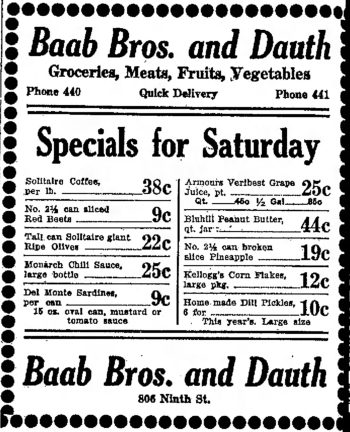 Baab Bros. and Dauth
Groceries, Meats, Fruits, Vegetables
Phone 440 Quick Delivery Phone 441
Specials for Saturday
Solitaire Coffee,
per lb. 38c
No. 2½ can sliced
Red Beets 9c
Tall can Solitaire giant
Ripe Olives 22c
Monarch Chili Sauce,
large bottle 25c
Del Monte Sardines,
per can 9c
15 oz. oval can, mustard or
tomato sauce
Armours Veribest Grape
Juice, pt. 25c
Qt. 45c ½ Gal. 85c
Bluhill Peanut Butter,
qt. jar 44c
No. 2½ can broken
slice Pineapple 19c
Kellogg's Corn Flakes,
large pkg. 12c
Home made Dill Pickles,
6 for 10c
This year's. Large size
Baab Bros. and Dauth
806 Ninth St.